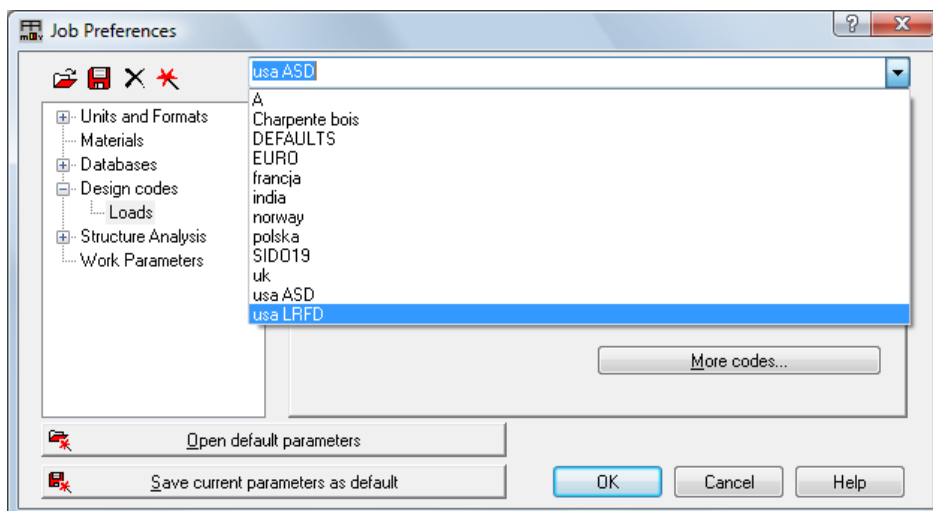 Job Preferences
usa ASD
A
Charpente bois
DEFAULTS
EURO
francja
india
norway
polska
SIDO19
uk
usa ASD
usa LRFD
Units and Formats
Materials
Databases
Design codes
Loads
Structure Analysis
Work Parameters
More codes...
Open default parameters
Save current parameters as default
OK
Cancel
Help